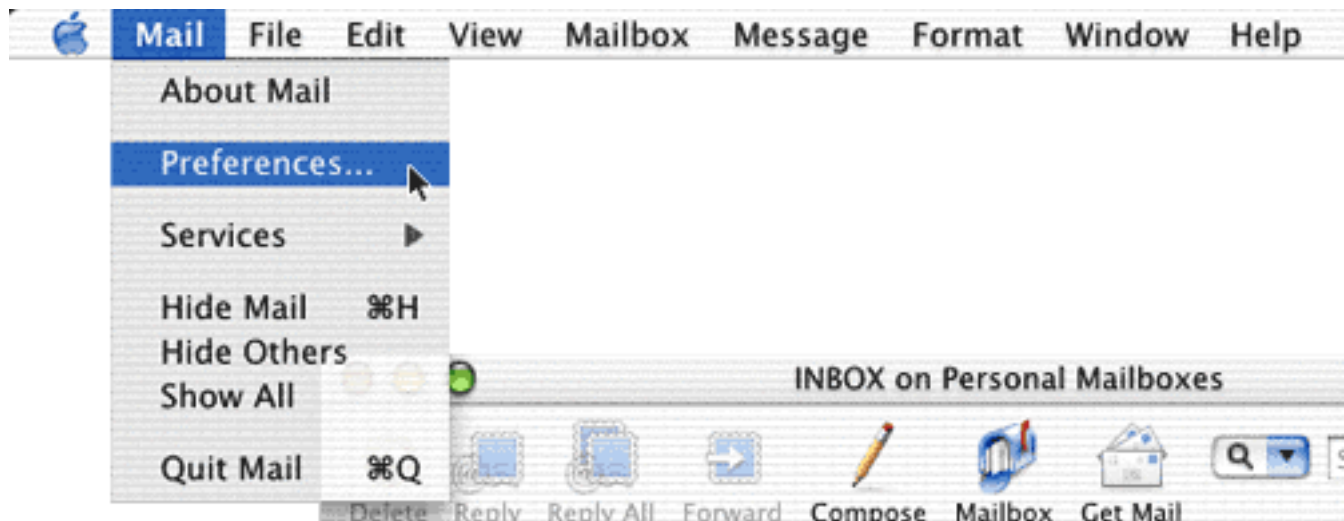 Mail File Edit View Mailbox Message Format Window Help
About Mail
Preferences...
Services
Hide Mail ⌘H
Hide Others
Show All
Quit Mail ⌘Q
INBOX on Personal Mailboxes
Delete Reply Reply All Forward Compose Mailbox Get Mail